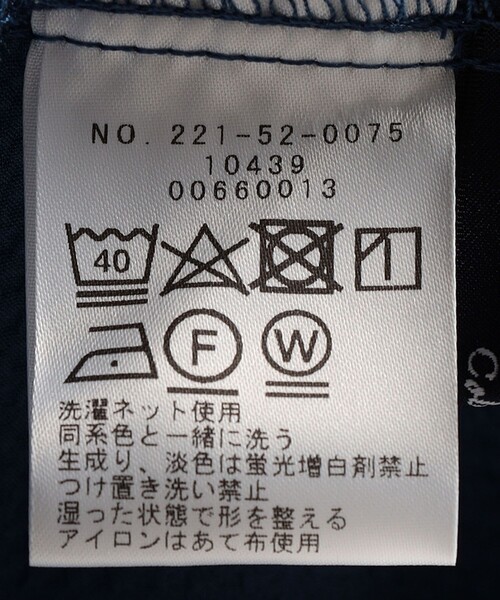 NO. 221-52-0075
10439
00660013
40
F W
洗濯ネット使用
同系色と一緒に洗う
生成り、淡色は蛍光増白剤禁止
つけ置き洗い禁止
湿った状態で形を整える
アイロンはあて布使用